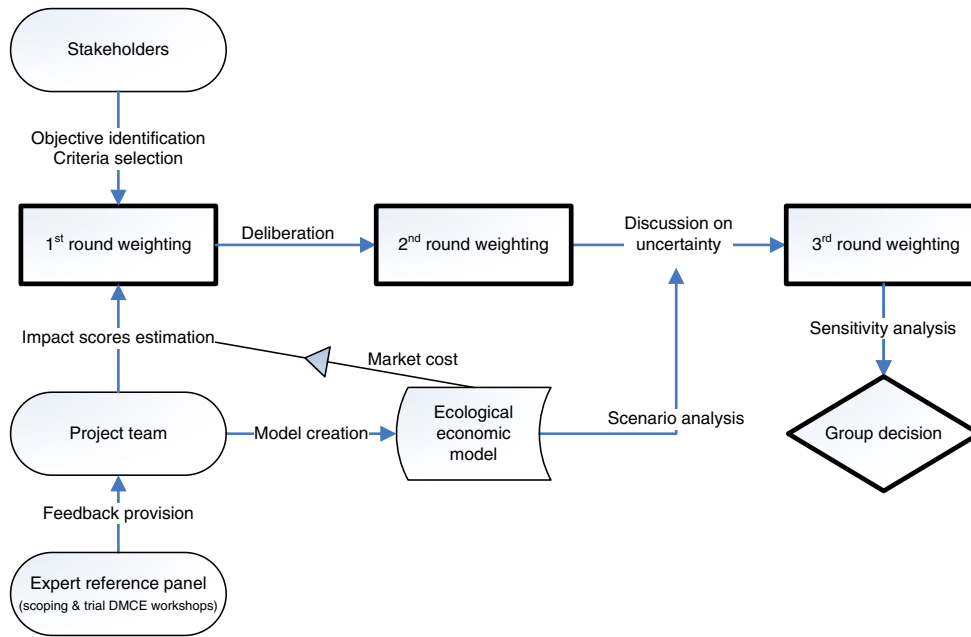 Stakeholders
Objective identification
Criteria selection
1st round weighting
Deliberation
2nd round weighting
Discussion on
uncertainty
3rd round weighting
Impact scores estimation
Market cost
Sensitivity analysis
Project team
Model creation
Ecological
economic
model
Scenario analysis
Group decision
Feedback provision
Expert reference panel
(scoping & trial DMCE workshops)